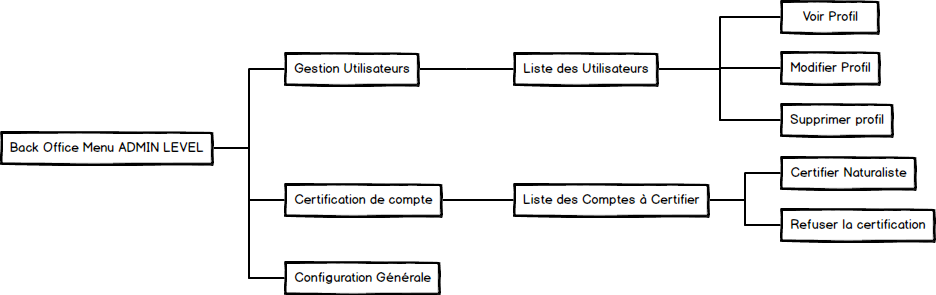 Back Office Menu ADMIN LEVEL
Gestion Utilisateurs
Liste des Utilisateurs
Voir Profil
Modifier Profil
Supprimer profil
Certification de compte
Liste des Comptes à Certifier
Certifier Naturaliste
Refuser la certification
Configuration Générale